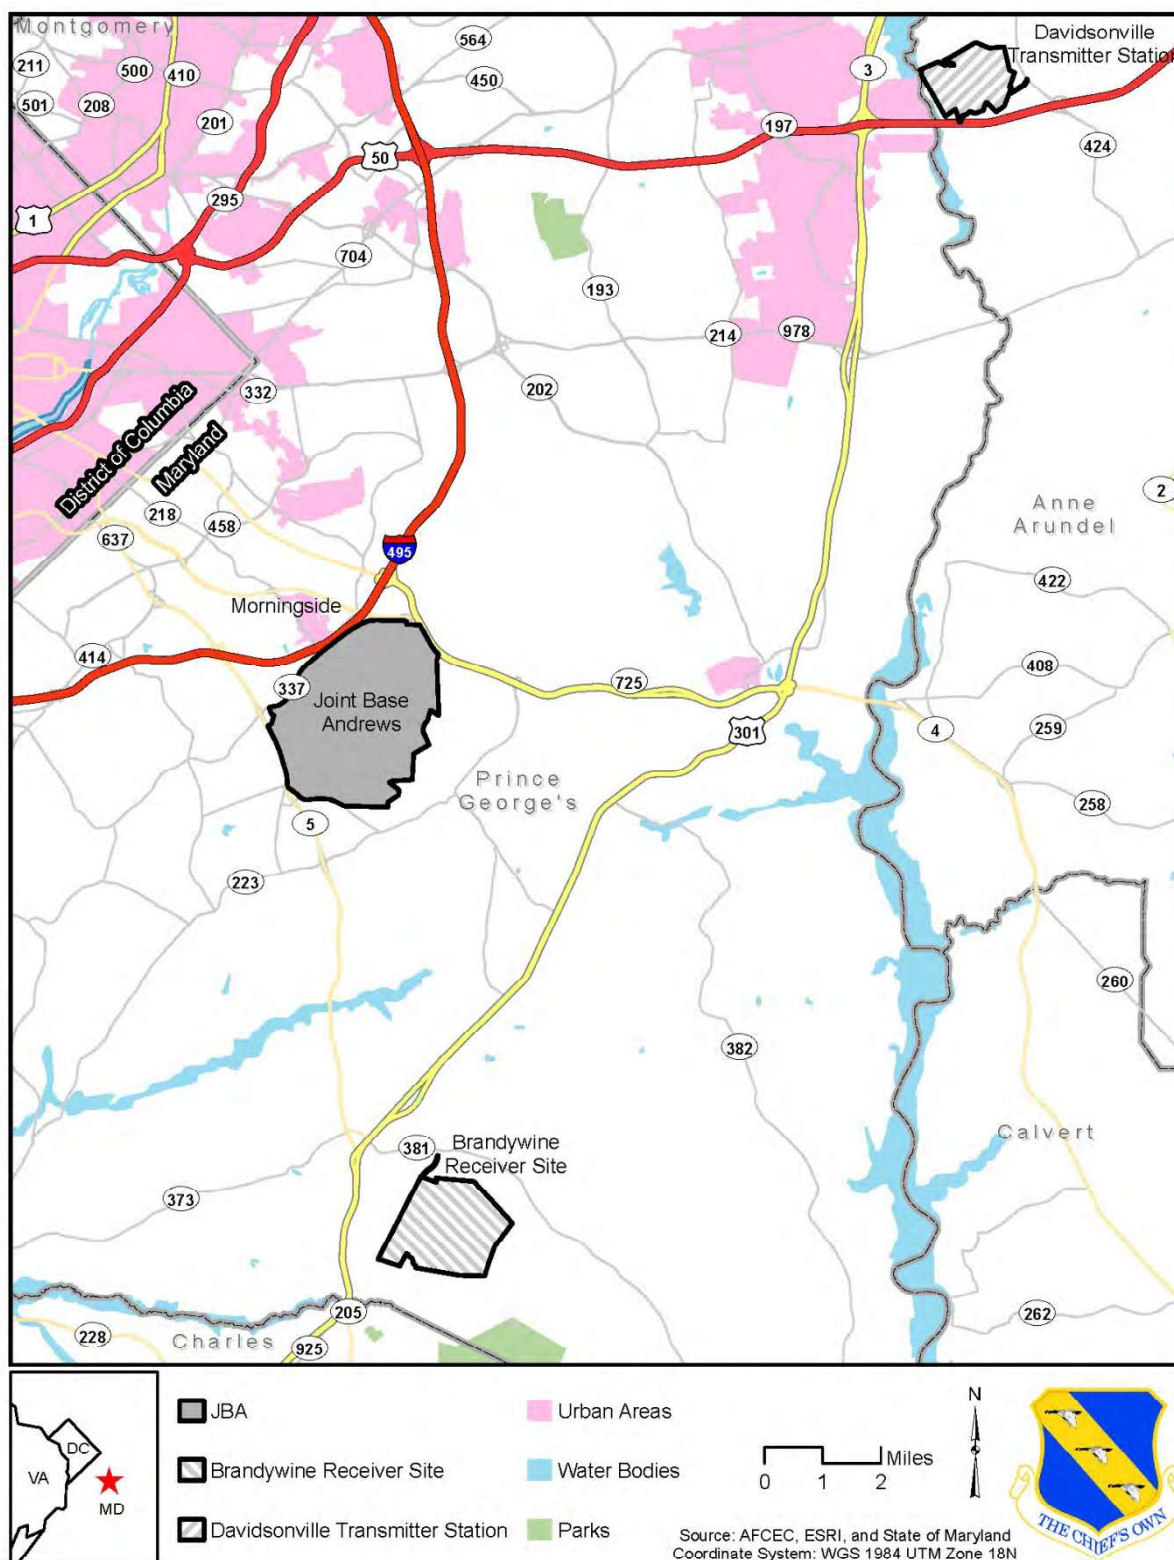 Montgomery
Davidsonville
Transmitter Station
564
3
211
500
410
450
501
208
201
197
424
50
295
1
704
193
214
978
202
332
District of Columbia
Maryland
2
Anne
Arundel
218
458
637
495
422
Morningside
414
408
337
725
Joint Base
Andrews
301
4
259
Prince
George's
258
5
223
260
382
Calvert
381
Brandywine
Receiver Site
373
205
262
228
Charles
925
JBA
Brandywine Receiver Site
Davidsonville Transmitter Station
Urban Areas
Water Bodies
Parks
DC
VA
MD
N
Miles
0 1 2
Source: AFCEC, ESRI, and State of Maryland
Coordinate System: WGS 1984 UTM Zone 18N
THE CHIEF'S OWN